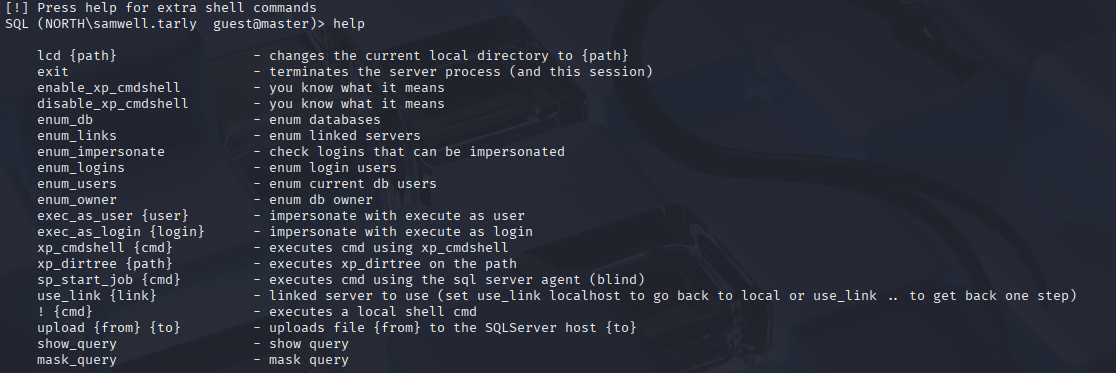 [!] Press help for extra shell commands
SQL (NORTH\samwell.tarly  guest@master)> help
lcd {path} - changes the current local directory to {path}
exit - terminates the server process (and this session)
enable_xp_cmdshell - you know what it means
disable_xp_cmdshell - you know what it means
enum_db - enum databases
enum_links - enum linked servers
enum_impersonate - check logins that can be impersonated
enum_logins - enum login users
enum_users - enum current db users
enum_owner - enum db owner
exec_as_user {user} - impersonate with execute as user
exec_as_login {login} - impersonate with execute as login
xp_cmdshell {cmd} - executes cmd using xp_cmdshell
xp_dirtree {path} - executes xp_dirtree on the path
sp_start_job {cmd} - executes cmd using the sql server agent (blind)
use_link {link} - linked server to use (set use_link localhost to go back to local or use_link .. to get back one step)
! {cmd} - executes a local shell cmd
upload {from} {to} - uploads file {from} to the SQLServer host {to}
show_query - show query
mask_query - mask query